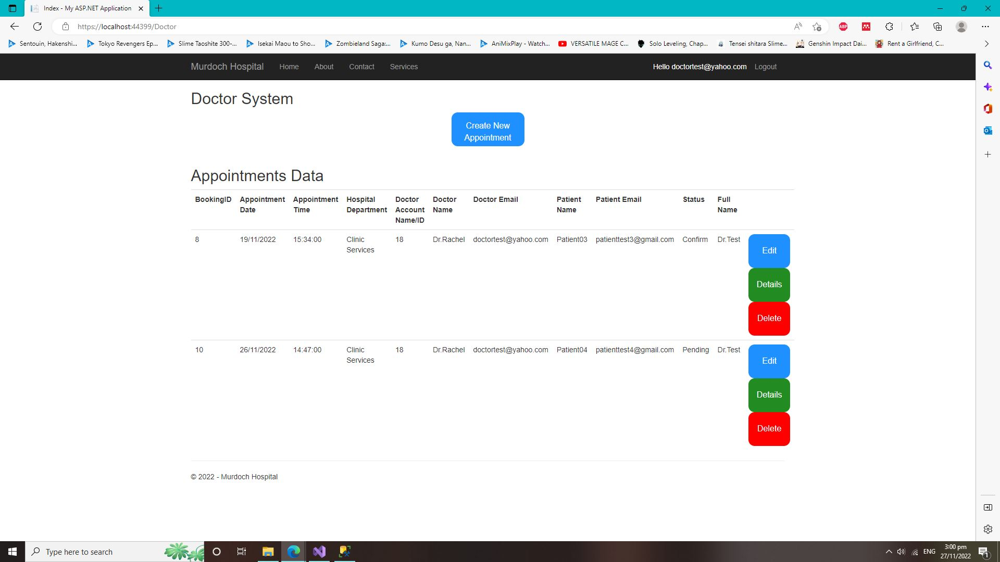 Index - My ASP.NET Application
https://localhost:44399/Doctor
ABP
Sentouin, Hakenshi...
Tokyo Revengers Ep...
Slime Taoshite 300-...
Isekai Maou to Sho...
Zombieland Saga:...
Kumo Desu ga, Nan...
AniMixPlay - Watch...
VERSATILE MAGE C...
Solo Leveling, Chap...
Tensei shitara Slime...
Genshin Impact Dai...
Rent a Girlfriend, C...
Murdoch Hospital Home About Contact Services Hello doctortest@yahoo.com Logout
Doctor System
Create New
Appointment
Appointments Data
BookingID Appointment Appointment Hospital Doctor Doctor Doctor Email Patient Patient Email Status Full
Date Time Department Account Name Name Name
Name/ID
8 19/11/2022 15:34:00 Clinic 18 Dr.Rachel doctortest@yahoo.com Patient03 patienttest3@gmail.com Confirm Dr.Test
Services
Edit
Details
Delete
10 26/11/2022 14:47:00 Clinic 18 Dr.Rachel doctortest@yahoo.com Patient04 patienttest4@gmail.com Pending Dr.Test
Services
Edit
Details
Delete
© 2022 - Murdoch Hospital
Type here to search
ENG
3:00 pm
27/11/2022
1